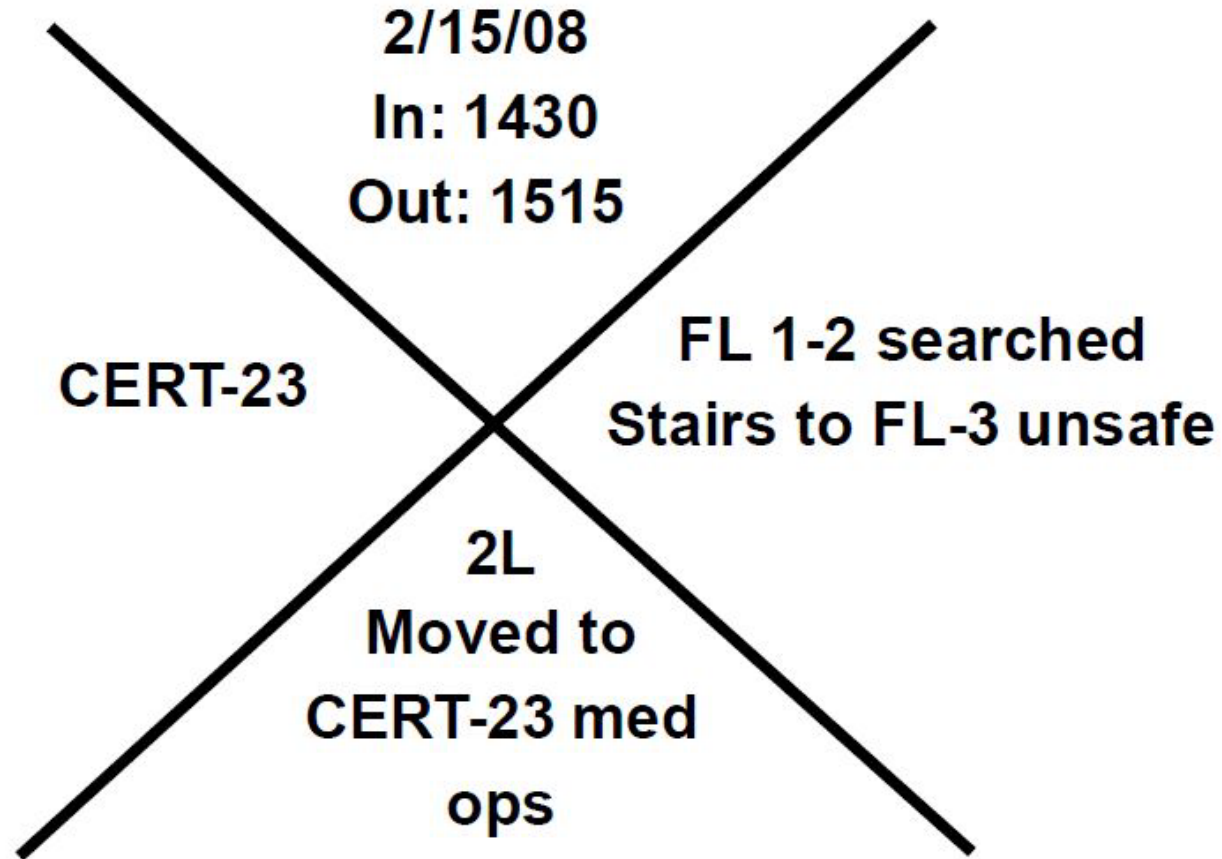 2/15/08
In: 1430
Out: 1515
CERT-23
FL 1-2 searched
Stairs to FL-3 unsafe
2L
Moved to
CERT-23 med
ops